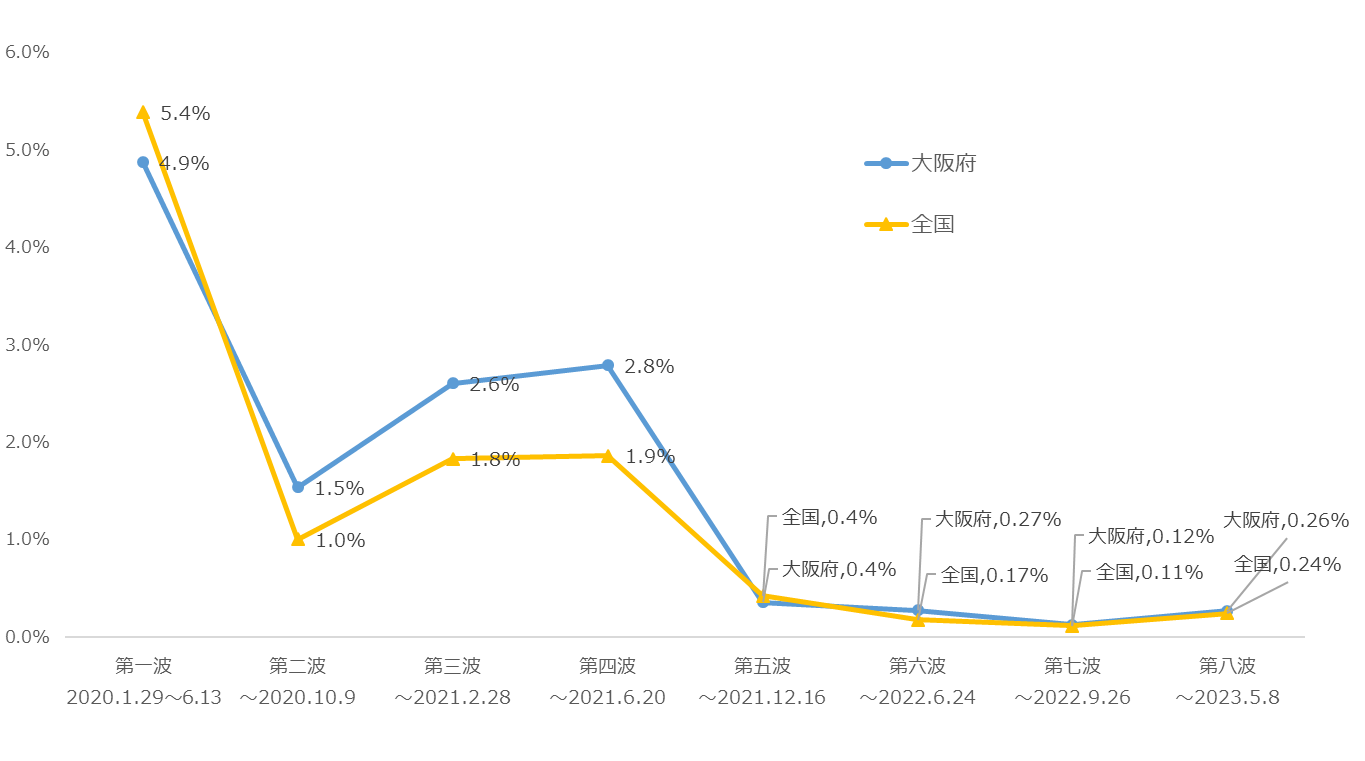 6.0%
5.0%
4.0%
3.0%
2.0%
1.0%
0.0%
5.4%
4.9%
1.5%
1.0%
2.6%
1.8%
2.8%
1.9%
全国,0.4%
大阪府,0.4%
大阪府,0.27%
全国,0.17%
大阪府,0.12%
全国,0.11%
大阪府,0.26%
全国,0.24%
大阪府
全国
第一波
2020.1.29～6.13
第二波
～2020.10.9
第三波
～2021.2.28
第四波
～2021.6.20
第五波
～2021.12.16
第六波
～2022.6.24
第七波
～2022.9.26
第八波
～2023.5.8